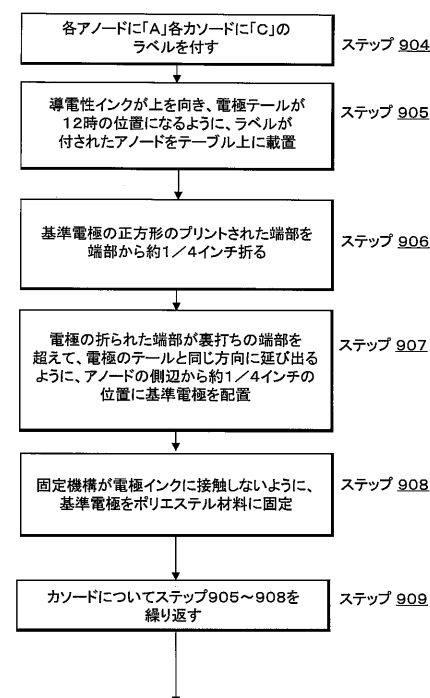 各アノードに「A」各カソードに「C」の
ラベルを付す
ステップ 904
導電性インクが上を向き、電極テールが
12時の位置になるように、ラベルが
付されたアノードをテーブル上に載置
ステップ 905
基準電極の正方形のプリントされた端部を
端部から約1/4インチ折る
ステップ 906
電極の折られた端部が裏打ちの端部を
超えて、電極のテールと同じ方向に延び出る
ように、アノードの側辺から約1/4インチの
位置に基準電極を配置
ステップ 907
固定機構が電極インクに接触しないように、
基準電極をポリエステル材料に固定
ステップ 908
カソードについてステップ905~908を
繰り返す
ステップ 909